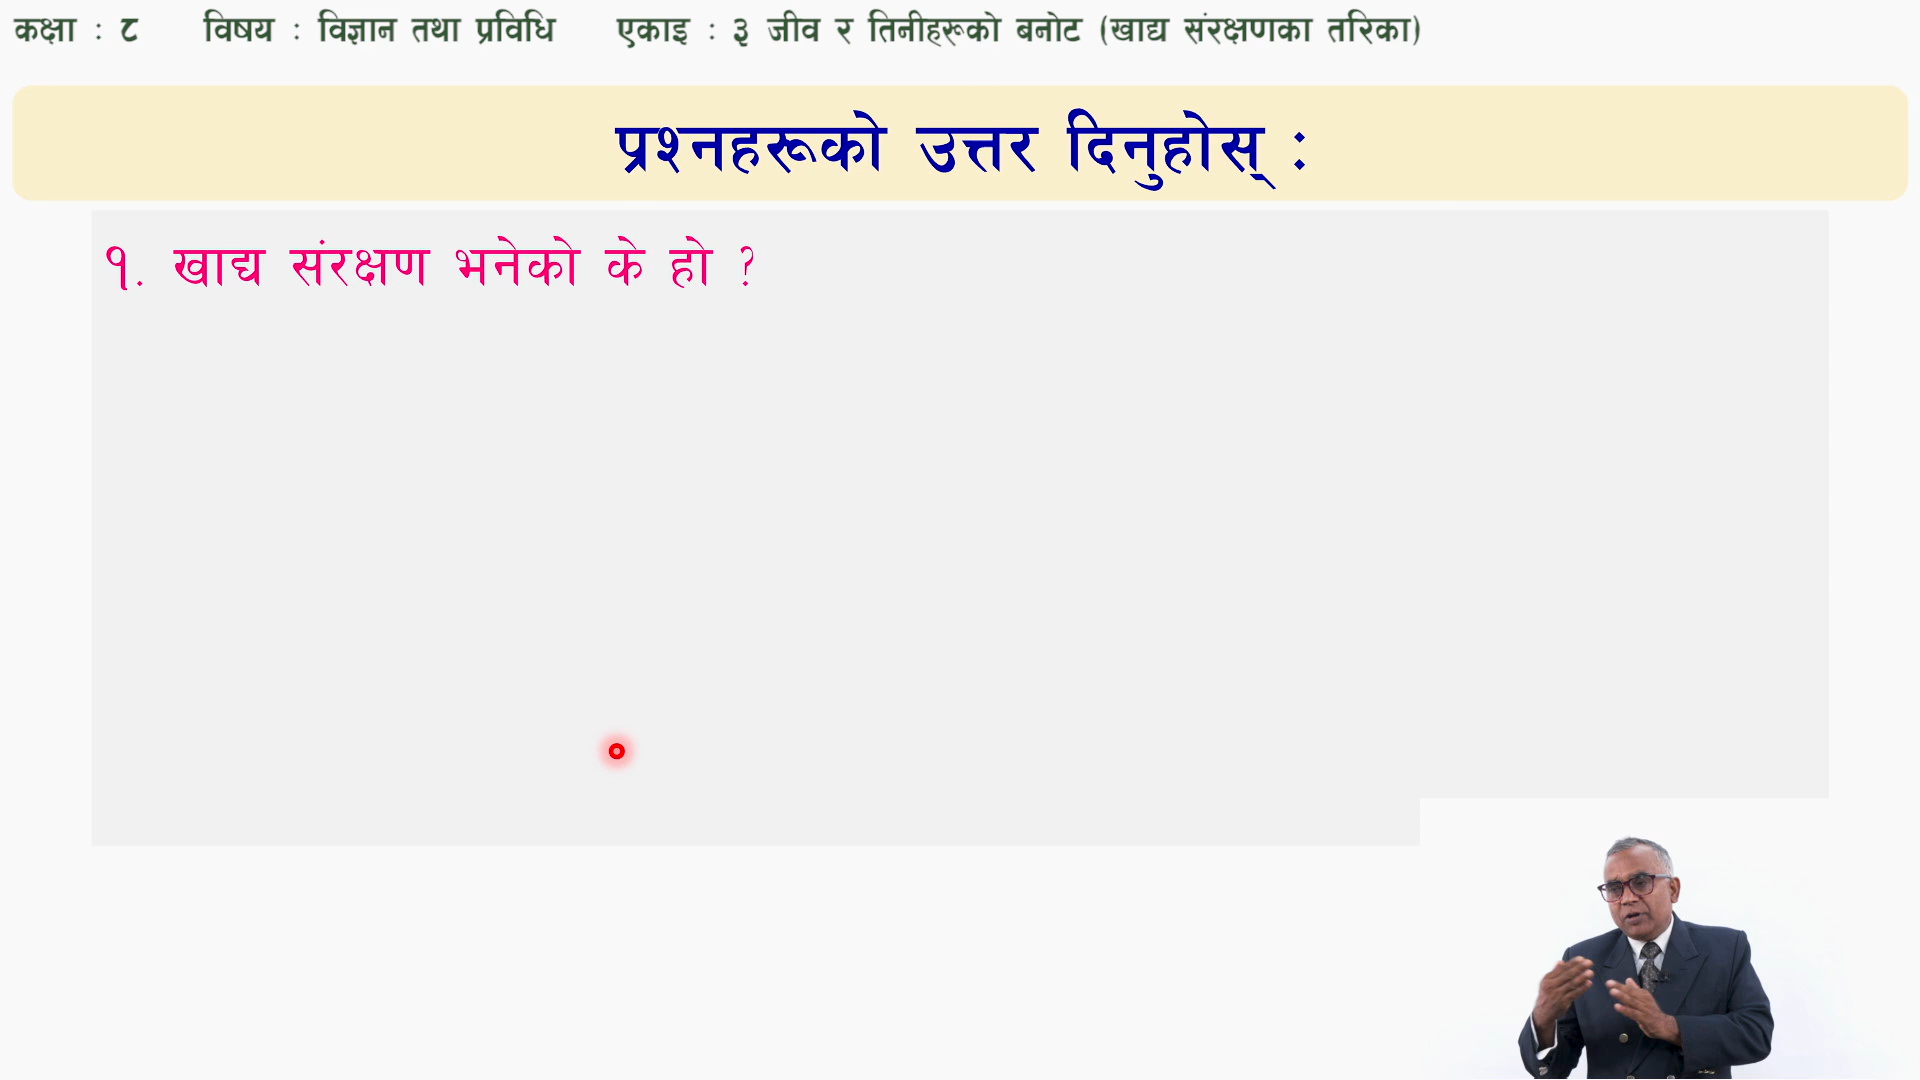 कक्षा : ८ विषय : विज्ञान तथा प्रविधि एकाइ : ३ जीव र तिनीहरूको बनोट (खाद्य संरक्षणका तरिका)
प्रश्नहरूको उत्तर दिनुहोस् :
१. खाद्य संरक्षण भनेको के हो ?